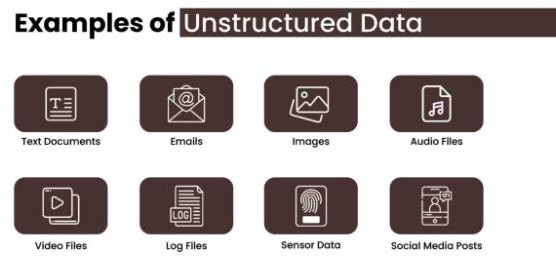 Examples of Unstructured Data
T
@
Text Documents
Emails
Images
Audio Files
LOG
Video Files
Log Files
Sensor Data
Social Media Posts